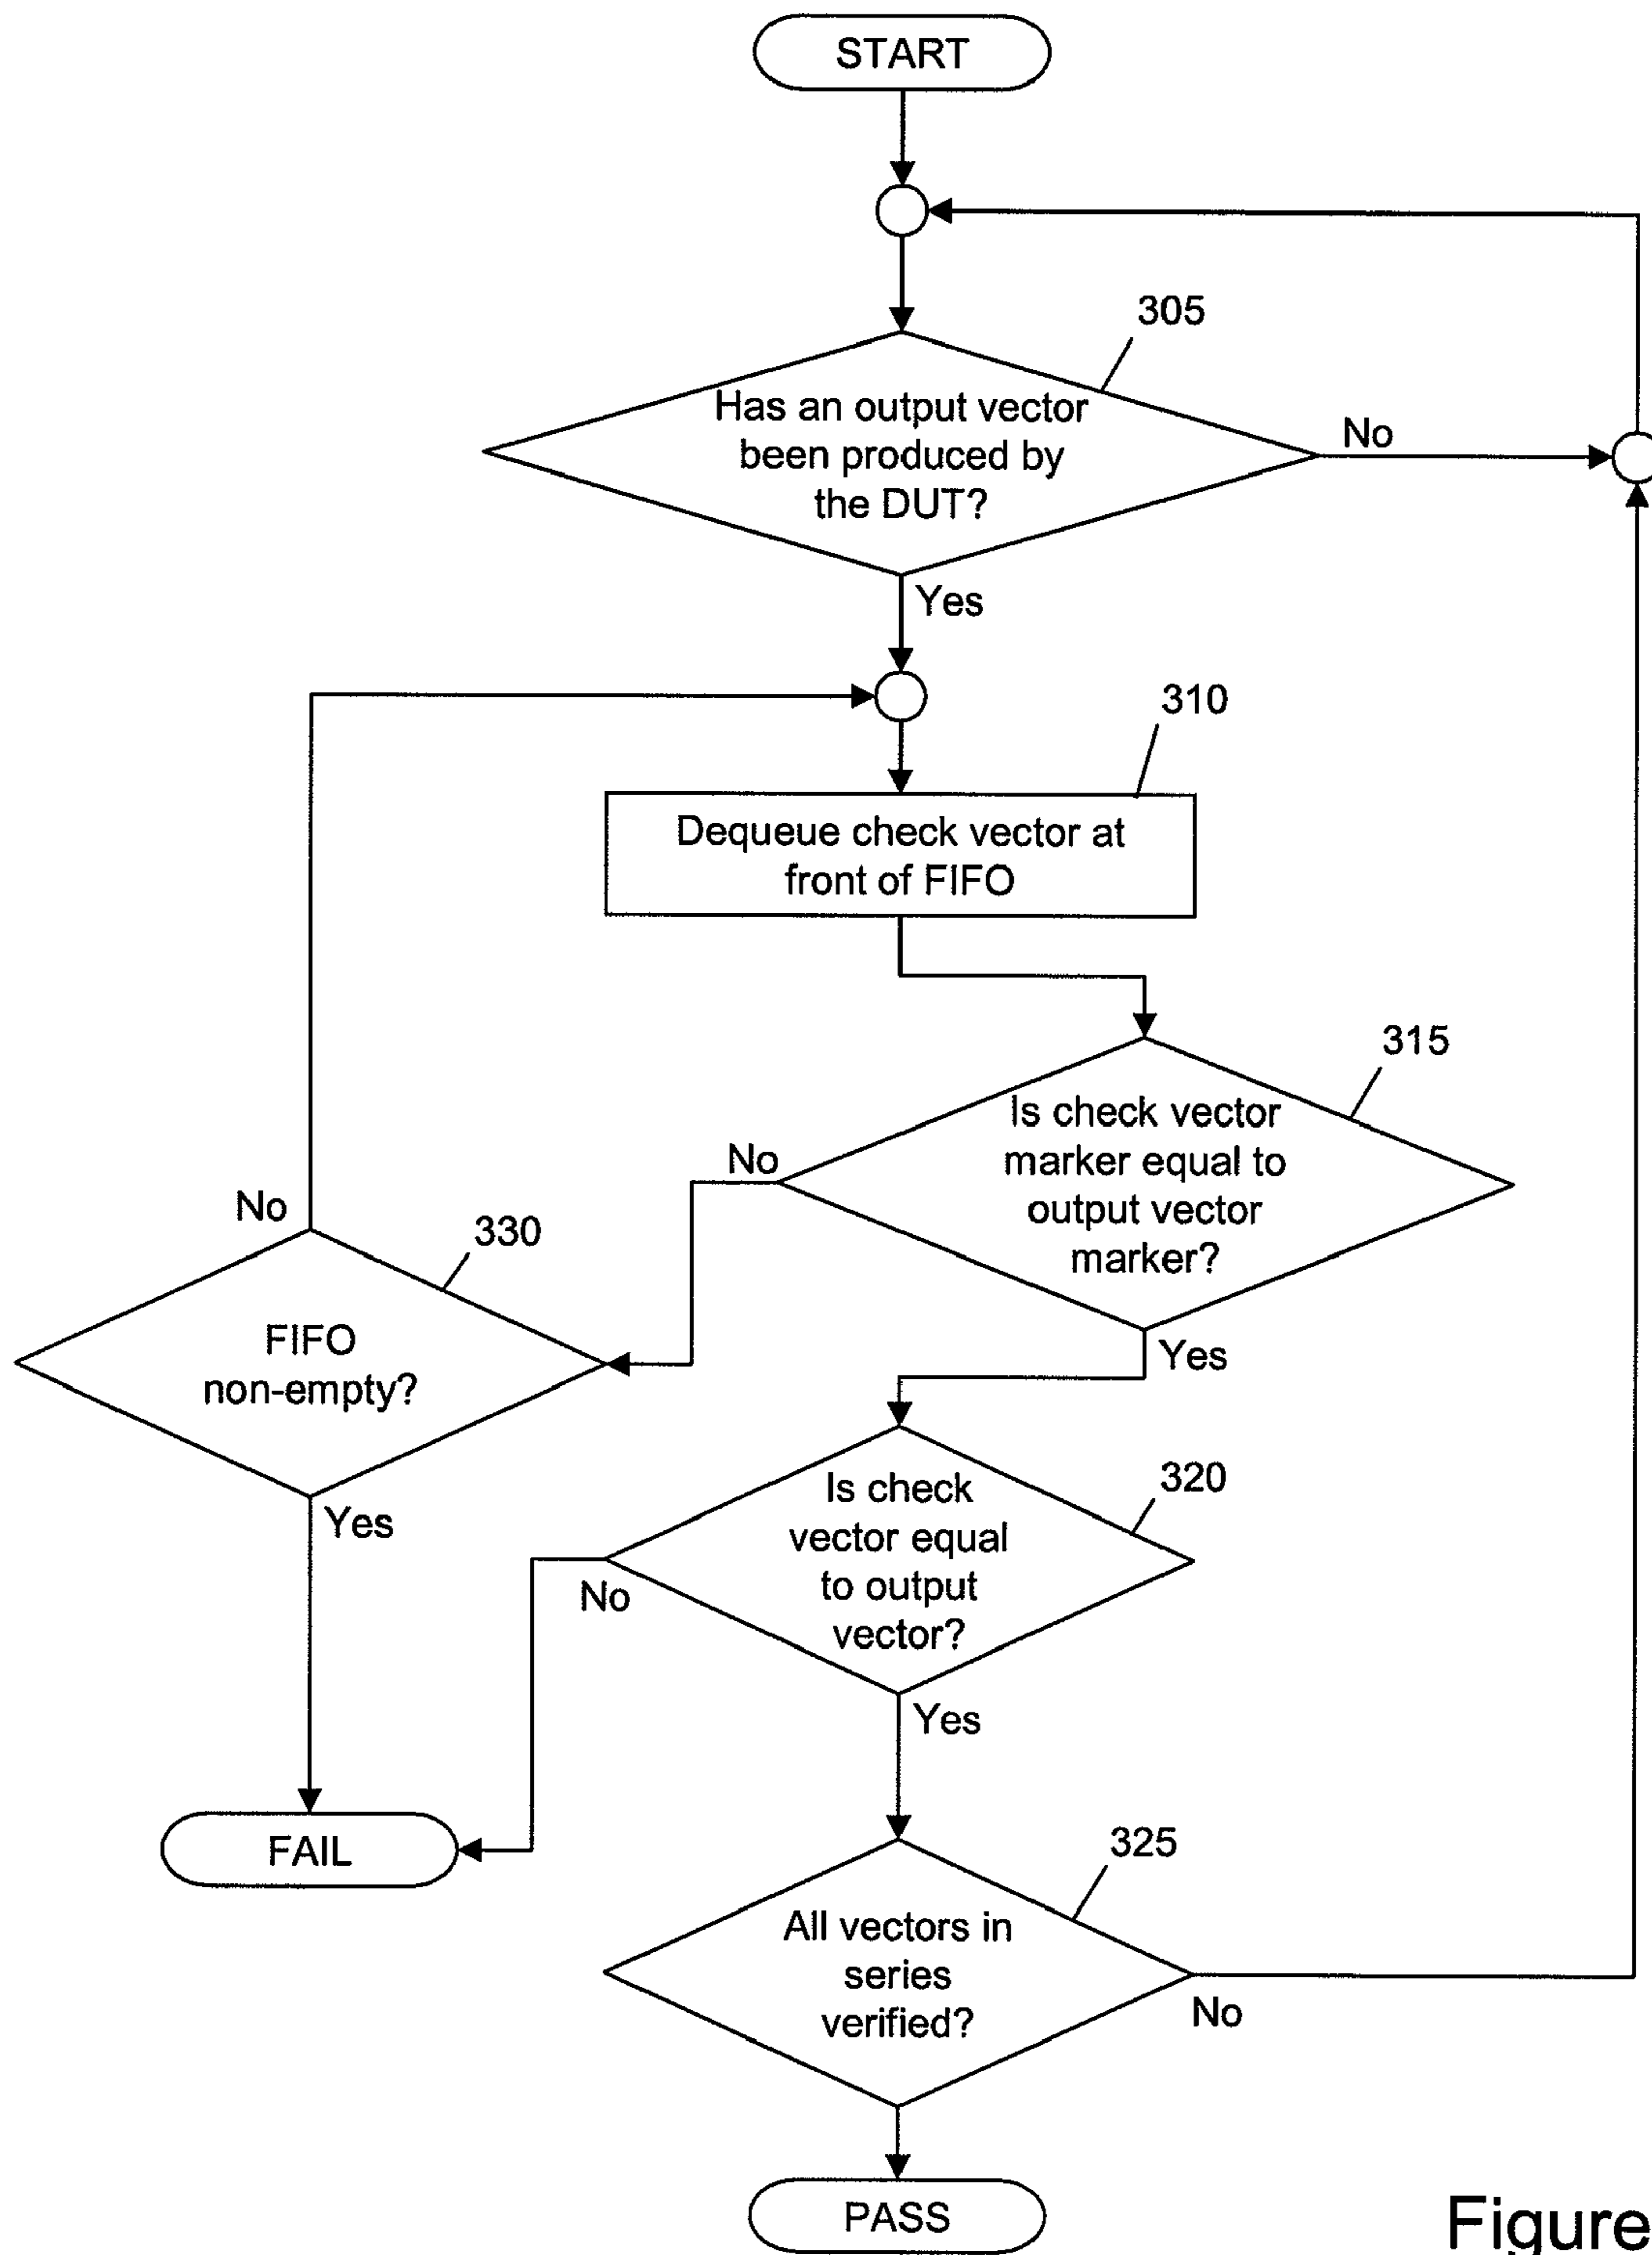 START
305
Has an output vector
been produced by
the DUT?
No
Yes
310
Dequeue check vector at
front of FIFO
315
Is check vector
marker equal to
output vector
marker?
No
Yes
No
330
FIFO
non-empty?
Yes
320
Is check
vector equal
to output
vector?
No
Yes
FAIL
325
All vectors in
series
verified?
No
PASS
Figure